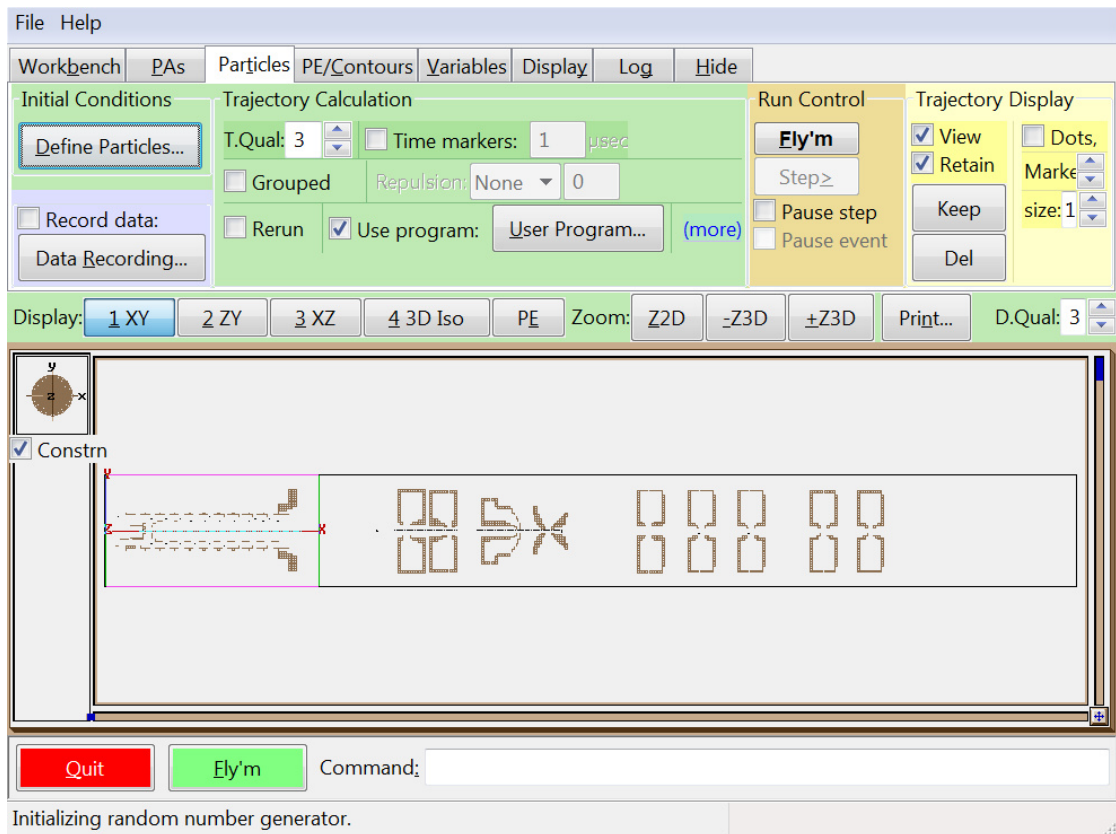 File Help
Workbench PAs Particles PE/Contours Variables Display Log Hide
Initial Conditions Trajectory Calculation Run Control Trajectory Display
Define Particles... T.Qual: 3 Time markers: 1 µsec Fly'm View Dots,
Grouped Repulsion: None 0 Step> Retain Marke
Record data: Rerun Use program: User Program... (more) Pause step Keep size: 1
Data Recording... Pause event Del
Display: 1 XY 2 ZY 3 XZ 4 3D Iso PE Zoom: Z2D -Z3D +Z3D Print... D.Qual: 3
y
z x
Constrn
Y
Z X
Quit Fly'm Command:
Initializing random number generator.